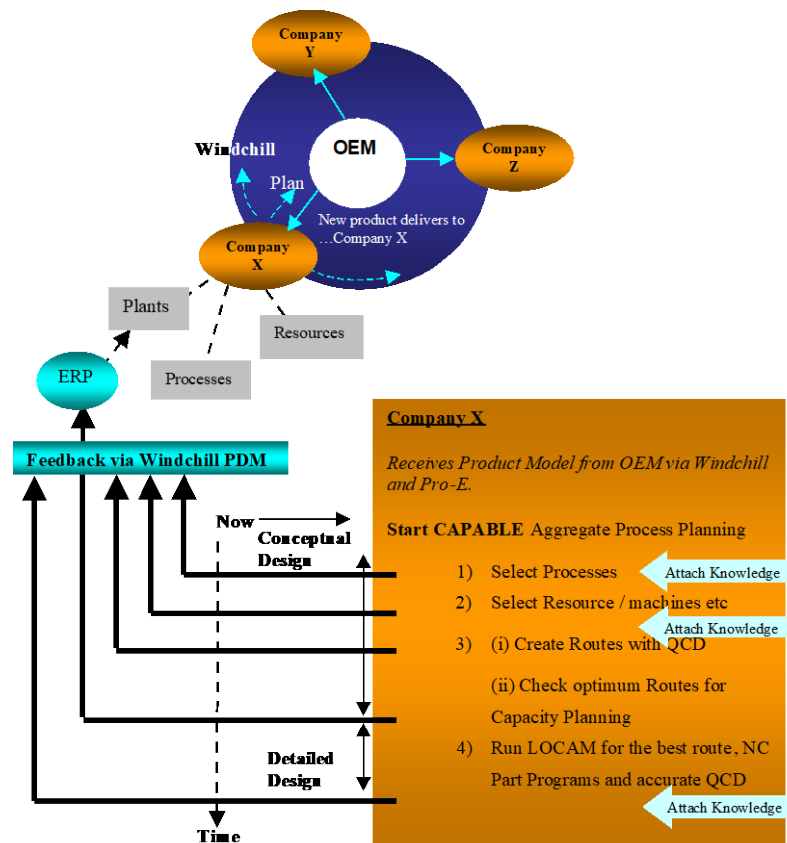 Company
Y
OEM
Company
Z
Windchill
Plan
New product delivers to
…Company X
Company
X
Plants
Resources
Processes
ERP
Feedback via Windchill PDM
Now
Conceptual
Design
Detailed
Design
Time
Company X
Receives Product Model from OEM via Windchill
and Pro-E.
Start CAPABLE Aggregate Process Planning
1) Select Processes
Attach Knowledge
2) Select Resource / machines etc
Attach Knowledge
3) (i) Create Routes with QCD
(ii) Check optimum Routes for
Capacity Planning
4) Run LOCAM for the best route, NC
Part Programs and accurate QCD
Attach Knowledge